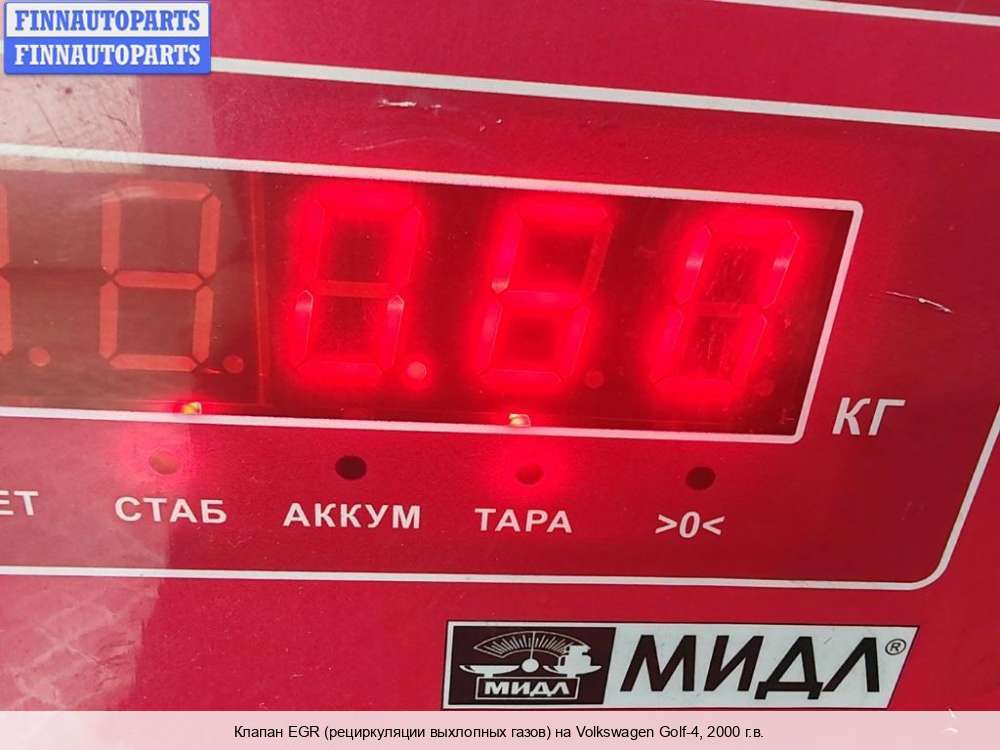 FINNAUTOPARTS
FINNAUTOPARTS
0.60
КГ
ЕТ
СТАБ
АККУМ
ТАРА
>0<
МИДЛ
МИДЛ®
Клапан EGR (рециркуляции выхлопных газов) на Volkswagen Golf-4, 2000 г.в.